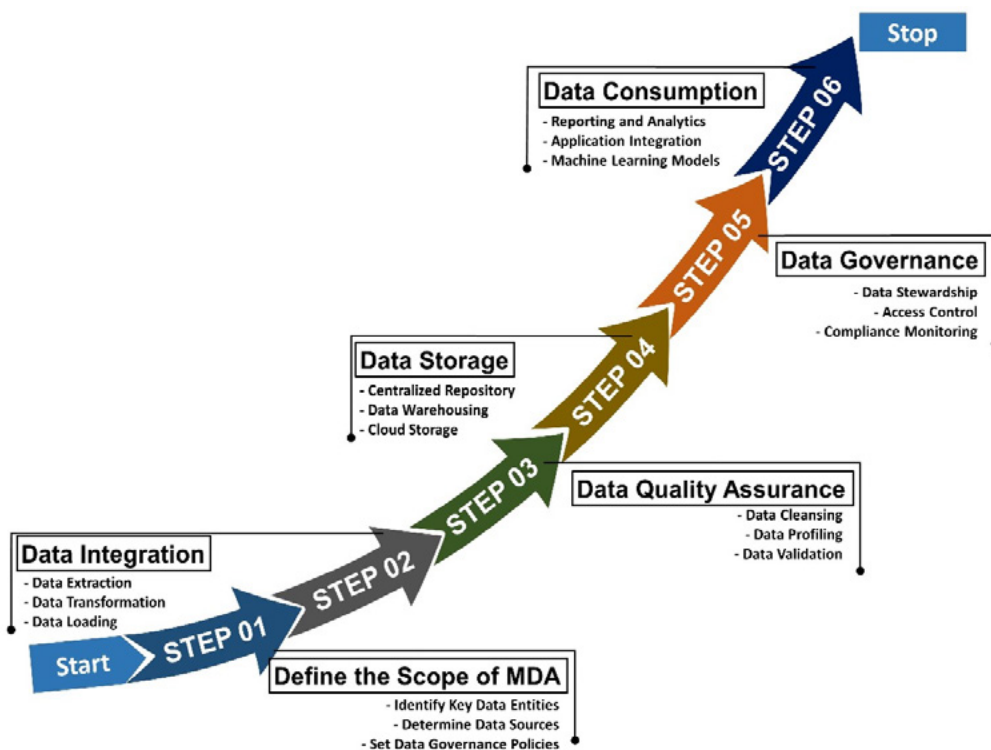 Stop
STEP 06
Data Consumption
- Reporting and Analytics
- Application Integration
- Machine Learning Models
STEP 05
Data Governance
- Data Stewardship
- Access Control
- Compliance Monitoring
STEP 04
Data Storage
- Centralized Repository
- Data Warehousing
- Cloud Storage
STEP 03
Data Quality Assurance
- Data Cleansing
- Data Profiling
- Data Validation
STEP 02
Data Integration
- Data Extraction
- Data Transformation
- Data Loading
STEP 01
Start
Define the Scope of MDA
- Identify Key Data Entities
- Determine Data Sources
- Set Data Governance Policies